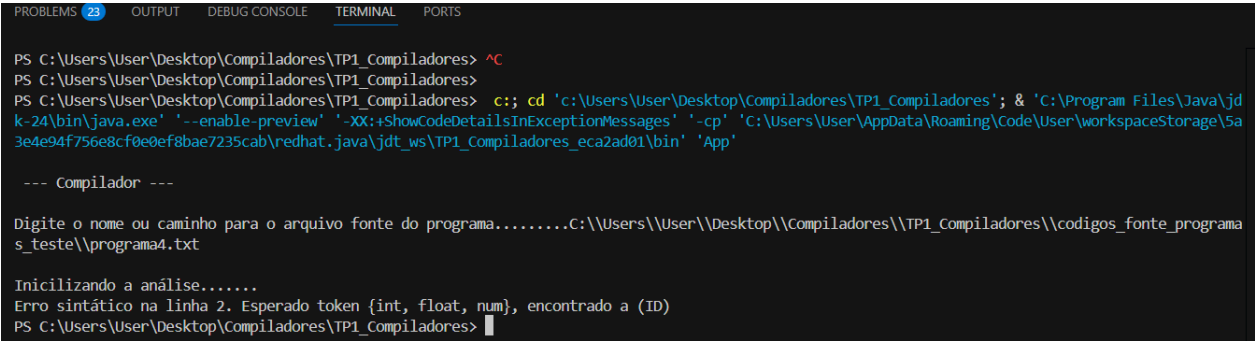 PROBLEMS 23 OUTPUT DEBUG CONSOLE TERMINAL PORTS
PS C:\Users\User\Desktop\Compiladores\TP1_Compiladores> ^C
PS C:\Users\User\Desktop\Compiladores\TP1_Compiladores>
PS C:\Users\User\Desktop\Compiladores\TP1_Compiladores>  c:; cd 'c:\Users\User\Desktop\Compiladores\TP1_Compiladores'; & 'C:\Program Files\Java\jd
k-24\bin\java.exe' '--enable-preview' '-XX:+ShowCodeDetailsInExceptionMessages' '-cp' 'C:\Users\User\AppData\Roaming\Code\User\workspaceStorage\5a
3e4e94f756e8cf0e0ef8bae7235cab\redhat.java\jdt_ws\TP1_Compiladores_eca2ad01\bin' 'App'
--- Compilador ---
Digite o nome ou caminho para o arquivo fonte do programa.........C:\\Users\\User\\Desktop\\Compiladores\\TP1_Compiladores\\codigos_fonte_programa
s_teste\\programa4.txt
Inicilizando a análise.......
Erro sintático na linha 2. Esperado token {int, float, num}, encontrado a (ID)
PS C:\Users\User\Desktop\Compiladores\TP1_Compiladores>